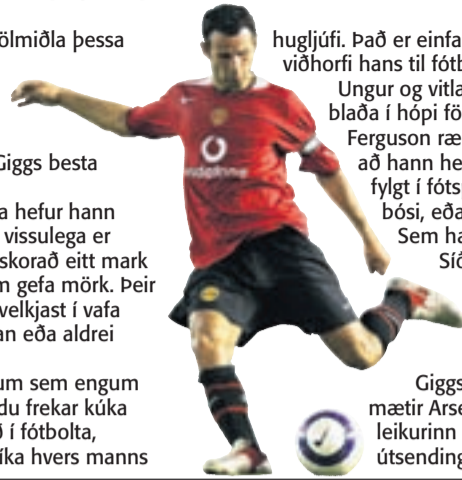 ölmiðla þessa
Giggs besta
a hefur hann
vissulega er
skorað eitt mark
m gefa mörk. Þeir
velkjast í vafa
an eða aldrei
um sem engum
du frekar kúka
ð í fótbolta,
íka hvers manns
vodafone
hugljúfi. Það er einfa
viðhorfi hans til fótb
Ungur og vitla
blaða í hópi fö
Ferguson ræ
að hann he
fylgt í fóts
bósi, eða
Sem ha
Síð
Giggs
mætir Arse
leikurinn
útsending